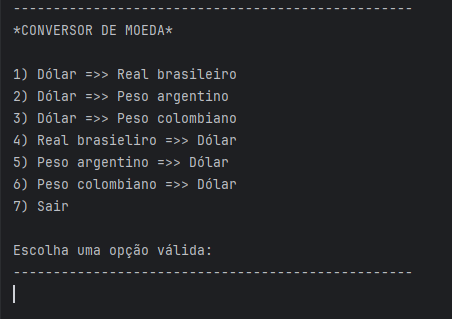 --------------------------------------------------
*CONVERSOR DE MOEDA*
1) Dólar =>> Real brasileiro
2) Dólar =>> Peso argentino
3) Dólar =>> Peso colombiano
4) Real brasieliro =>> Dólar
5) Peso argentino =>> Dólar
6) Peso colombiano =>> Dólar
7) Sair
Escolha uma opção válida:
--------------------------------------------------